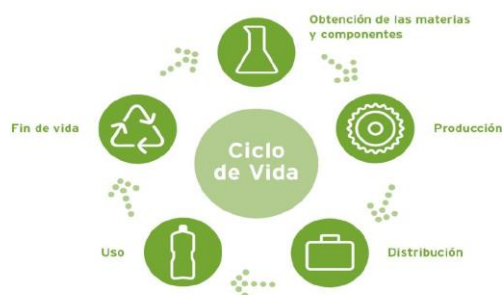 Obtención de las materias
y componentes
Fin de vida
Producción
Ciclo
de Vida
Uso
Distribución